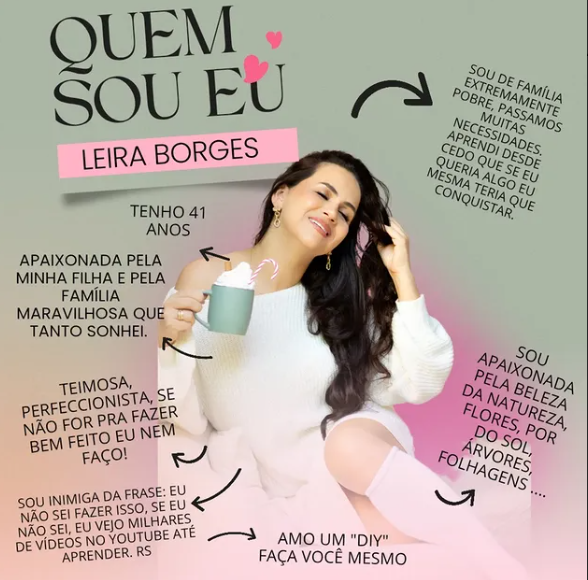 QUEM
SOU EU
LEIRA BORGES
TENHO 41
ANOS
APAIXONADA PELA
MINHA FILHA E PELA
FAMÍLIA
MARAVILHOSA QUE
TANTO SONHEI.
TEIMOSA,
PERFECCIONISTA, SE
NÃO FOR PRA FAZER
BEM FEITO EU NEM
FAÇO!
SOU INIMIGA DA FRASE: EU
NÃO SEI FAZER ISSO, SE EU
NÃO SEI, EU VEJO MILHARES
DE VÍDEOS NO YOUTUBE ATÉ
APRENDER. RS
AMO UM "DIY"
FAÇA VOCÊ MESMO
SOU DE FAMÍLIA
EXTREMAMENTE
POBRE, PASSAMOS
MUITAS
NECESSIDADES.
APRENDI DESDE
CEDO QUE SE EU
QUERIA ALGO EU
MESMA TERIA QUE
CONQUISTAR.
SOU
APAIXONADA
PELA BELEZA
DA NATUREZA,
FLORES, POR
DO SOL,
ÁRVORES,
FOLHAGENS ....